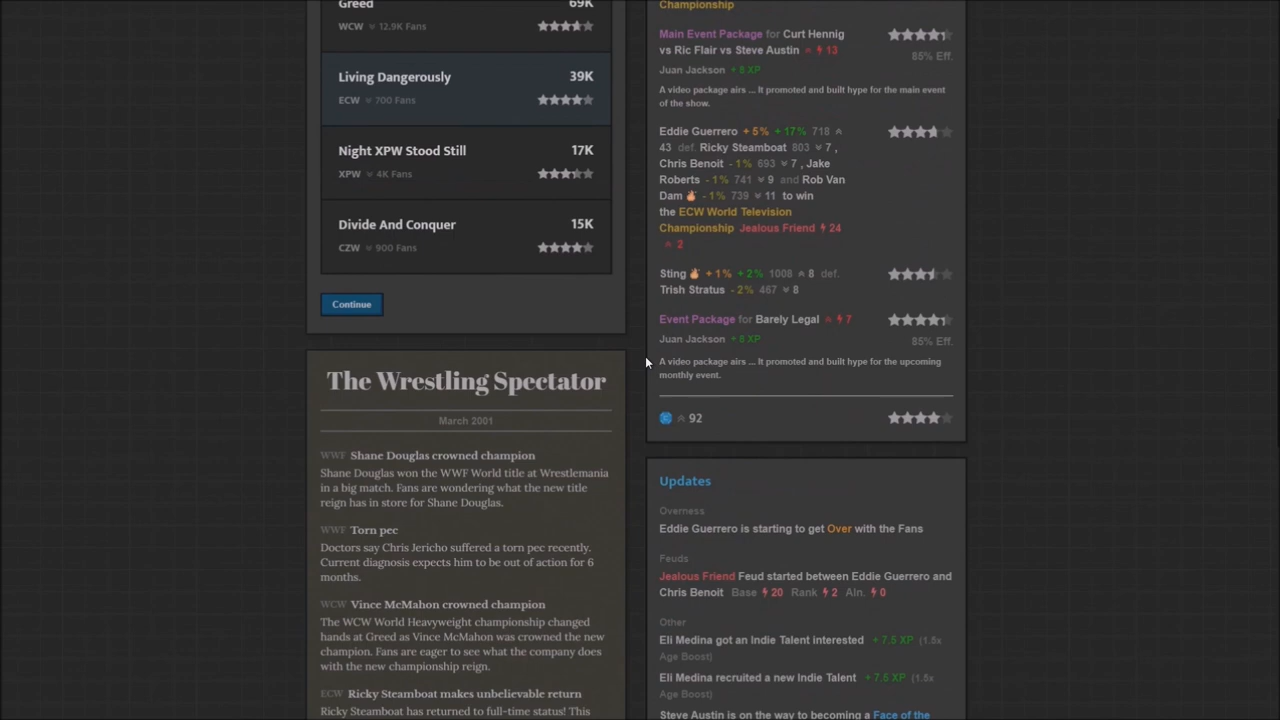 Greed 69K
WCW 12.9K Fans
Living Dangerously 39K
ECW 700 Fans
Night XPW Stood Still 17K
XPW 4K Fans
Divide And Conquer 15K
CZW 900 Fans
Continue
The Wrestling Spectator
March 2001
WWF Shane Douglas crowned champion
Shane Douglas won the WWF World title at Wrestlemania
in a big match. Fans are wondering what the new title
reign has in store for Shane Douglas.
WWF Torn pec
Doctors say Chris Jericho suffered a torn pec recently.
Current diagnosis expects him to be out of action for 6
months.
WCW Vince McMahon crowned champion
The WCW World Heavyweight championship changed
hands at Greed as Vince McMahon was crowned the new
champion. Fans are eager to see what the company does
with the new championship reign.
ECW Ricky Steamboat makes unbelievable return
Ricky Steamboat has returned to full-time status! This
Championship
Main Event Package for Curt Hennig
vs Ric Flair vs Steve Austin 13
85% Eff.
Juan Jackson + 8 XP
A video package airs ... It promoted and built hype for the main event
of the show.
Eddie Guerrero + 5% + 17% 718
43 def. Ricky Steamboat 803 7 ,
Chris Benoit - 1% 693 7 , Jake
Roberts - 1% 741 9 and Rob Van
Dam - 1% 739 11 to win
the ECW World Television
Championship Jealous Friend 24
2
Sting + 1% + 2% 1008 8 def.
Trish Stratus - 2% 467 8
Event Package for Barely Legal 7
Juan Jackson + 8 XP
85% Eff.
A video package airs ... It promoted and built hype for the upcoming
monthly event.
C 92
Updates
Overness
Eddie Guerrero is starting to get Over with the Fans
Feuds
Jealous Friend Feud started between Eddie Guerrero and
Chris Benoit Base 20 Rank 2 Aln. 0
Other
Eli Medina got an Indie Talent interested + 7.5 XP (1.5x
Age Boost)
Eli Medina recruited a new Indie Talent + 7.5 XP (1.5x
Age Boost)
Steve Austin is on the way to becoming a Face of the